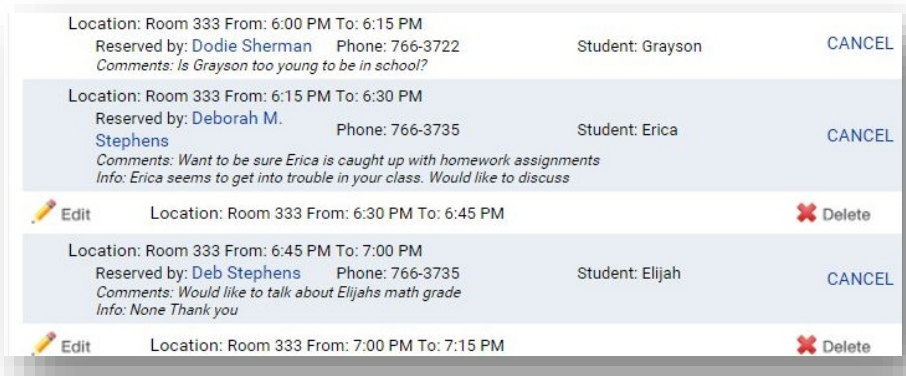 Location: Room 333 From: 6:00 PM To: 6:15 PM
Reserved by: Dodie Sherman Phone: 766-3722 Student: Grayson CANCEL
Comments: Is Grayson too young to be in school?
Location: Room 333 From: 6:15 PM To: 6:30 PM
Reserved by: Deborah M.
Stephens Phone: 766-3735 Student: Erica CANCEL
Comments: Want to be sure Erica is caught up with homework assignments
Info: Erica seems to get into trouble in your class. Would like to discuss
Edit Location: Room 333 From: 6:30 PM To: 6:45 PM Delete
Location: Room 333 From: 6:45 PM To: 7:00 PM
Reserved by: Deb Stephens Phone: 766-3735 Student: Elijah CANCEL
Comments: Would like to talk about Elijahs math grade
Info: None Thank you
Edit Location: Room 333 From: 7:00 PM To: 7:15 PM Delete